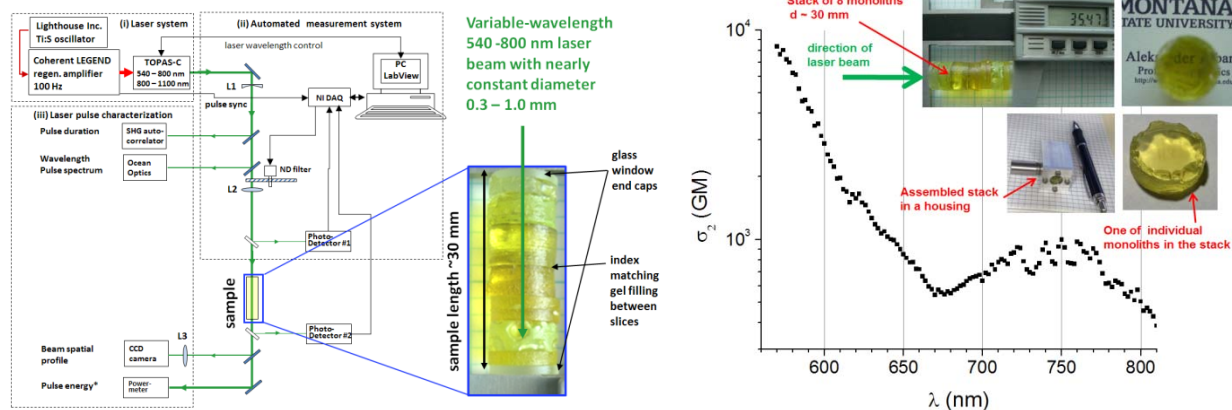 Lighthouse Inc.
Ti:S oscillator
(i) Laser system
Coherent LEGEND
regen. amplifier
100 Hz
TOPAS-C
540 – 800 nm
800 – 1100 nm
(ii) Automated measurement system
laser wavelength control
PC
LabView
L1
pulse sync
NI DAQ
(iii) Laser pulse characterization
Pulse duration
SHG auto-
correlator
Wavelength
Pulse spectrum
Ocean
Optics
ND filter
L2
Photo-
Detector #1
sample
Photo-
Detector #2
L3
Beam spatial
profile
CCD
camera
Pulse energy*
Power-
meter
Variable-wavelength
540 -800 nm laser
beam with nearly
constant diameter
0.3 – 1.0 mm
glass
window
end caps
sample length ~30 mm
index
matching
gel filling
between
slices
Stack of 8 monoliths
d ~ 30 mm
direction of
laser beam
35.47
MONTANA
STATE UNIVERSITY
Assembled stack
in a housing
One of individual
monoliths in the stack
σ₂ (GM)
10⁴
10³
600
650
700
750
800
λ (nm)